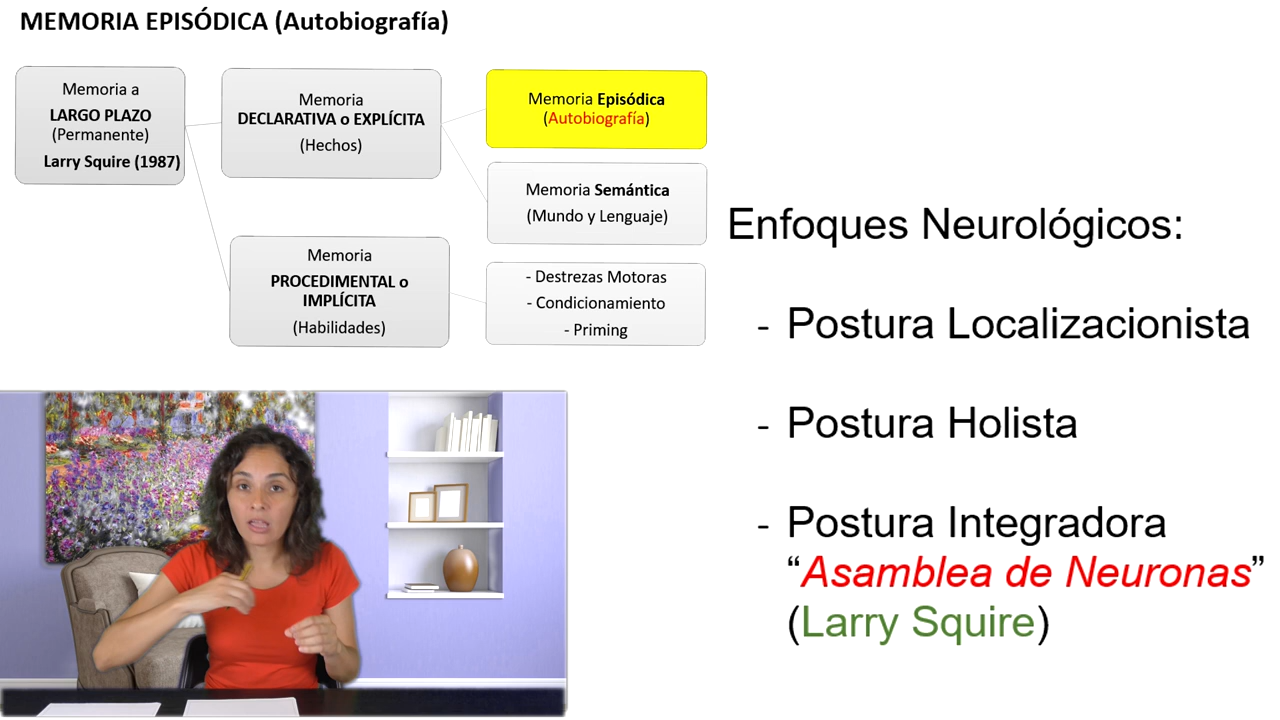 MEMORIA EPISÓDICA (Autobiografía)
Memoria a
LARGO PLAZO
(Permanente)
Larry Squire (1987)
Memoria
DECLARATIVA o EXPLÍCITA
(Hechos)
Memoria Episódica
(Autobiografía)
Memoria Semántica
(Mundo y Lenguaje)
Memoria
PROCEDIMENTAL o
IMPLÍCITA
(Habilidades)
- Destrezas Motoras
- Condicionamiento
- Priming
Enfoques Neurológicos:
- Postura Localizacionista
- Postura Holista
- Postura Integradora
“Asamblea de Neuronas”
(Larry Squire)